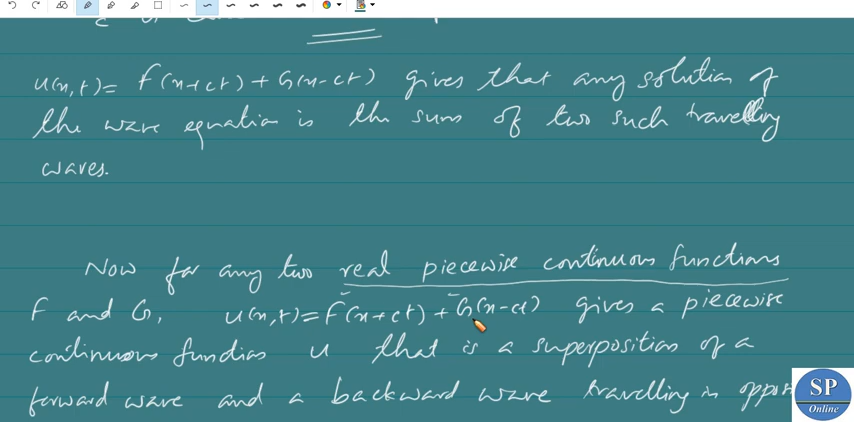 u(x,t) = F(x+ct) + G(x-ct) gives that any solution of
the wave equation is the sum of two such travelling
waves.
Now for any two real piecewise continuous functions
F and G, u(x,t) = F(x+ct) + G(x-ct) gives a piecewise
continuous function u that is a superposition of a
forward wave and a backward wave travelling in opposi
SP
Online